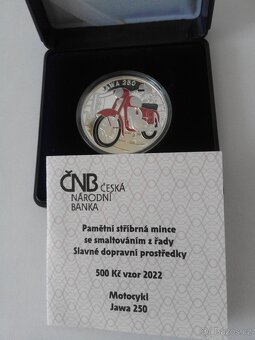 JAWA 250
ČNB ČESKÁ
NÁRODNÍ
BANKA
Pamětní stříbrná mince
se smaltováním z řady
Slavné dopravní prostředky
500 Kč vzor 2022
Motocykl
Jawa 250